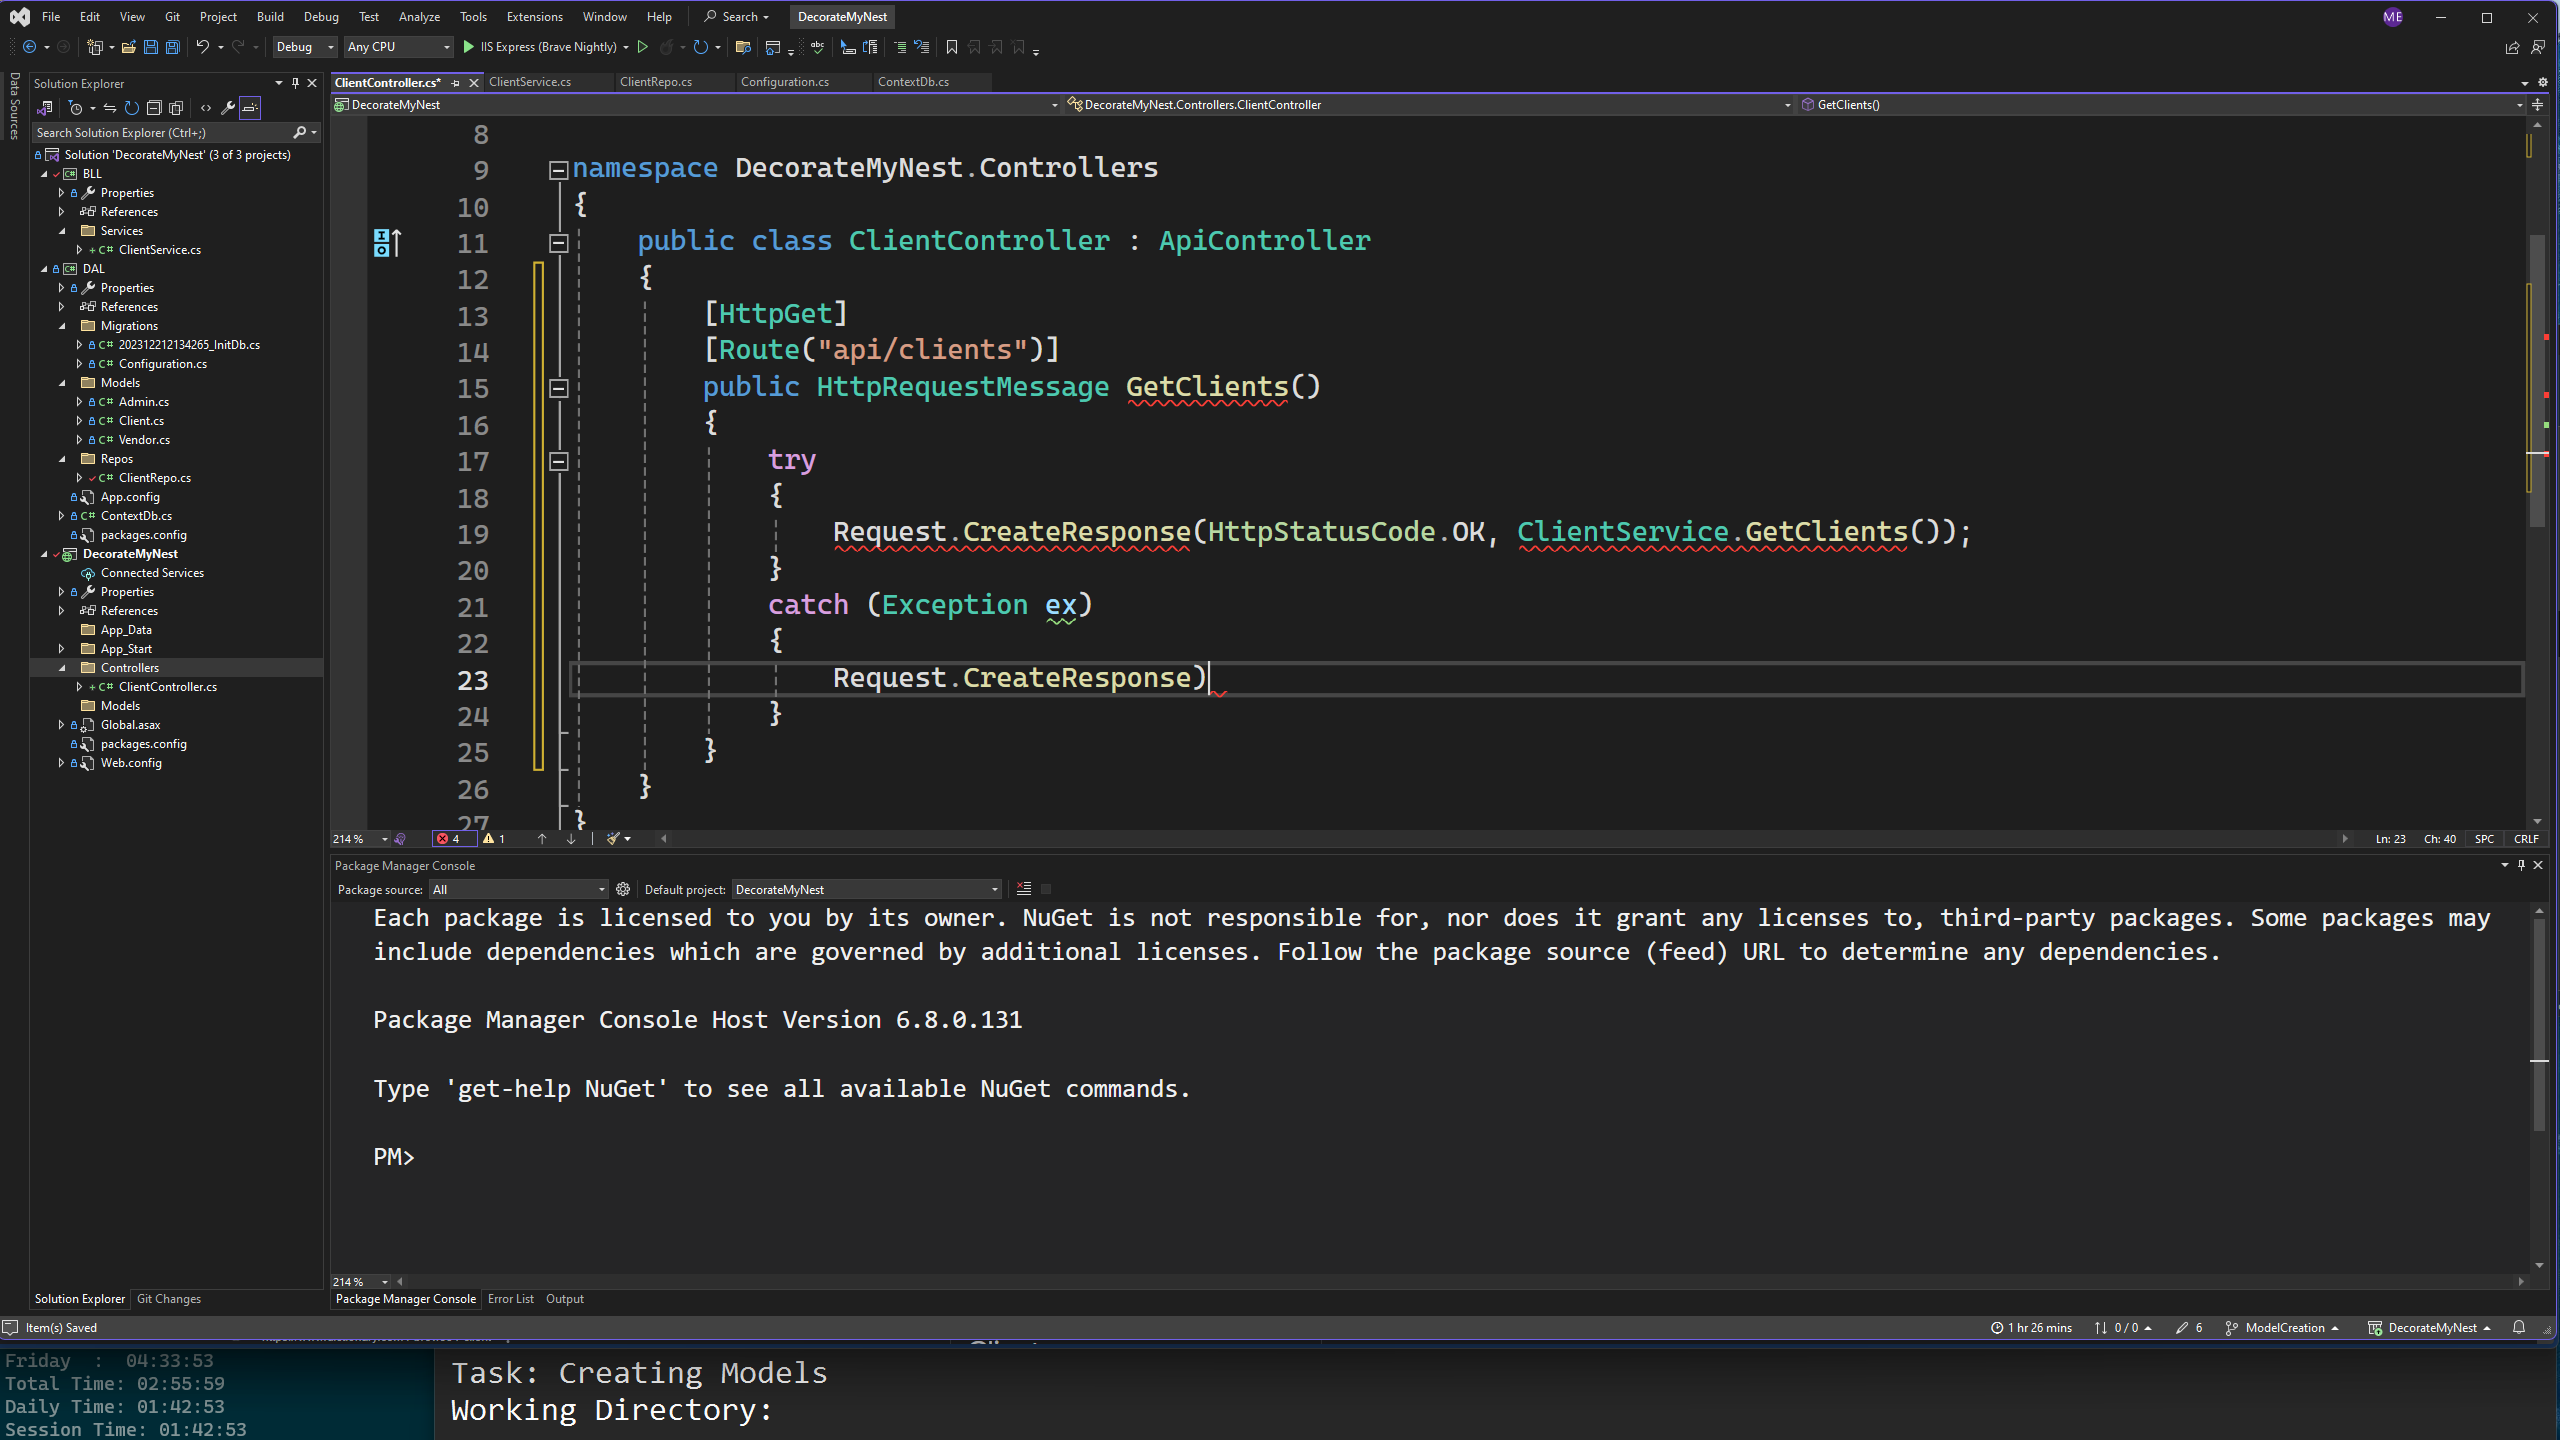 File Edit View Git Project Build Debug Test Analyze Tools Extensions Window Help Search DecorateMyNest ME
Debug Any CPU IIS Express (Brave Nightly)
Data Sources
Solution Explorer
Search Solution Explorer (Ctrl+;)
Solution 'DecorateMyNest' (3 of 3 projects)
BLL
Properties
References
Services
C# ClientService.cs
DAL
Properties
References
Migrations
C# 202312212134265_InitDb.cs
C# Configuration.cs
Models
C# Admin.cs
C# Client.cs
C# Vendor.cs
Repos
C# ClientRepo.cs
App.config
C# ContextDb.cs
packages.config
DecorateMyNest
Connected Services
Properties
References
App_Data
App_Start
Controllers
C# ClientController.cs
Models
Global.asax
packages.config
Web.config
Solution Explorer Git Changes
ClientController.cs* ClientService.cs ClientRepo.cs Configuration.cs ContextDb.cs
DecorateMyNest DecorateMyNest.Controllers.ClientController GetClients()
8
9 namespace DecorateMyNest.Controllers
10 {
11 public class ClientController : ApiController
12 {
13 [HttpGet]
14 [Route("api/clients")]
15 public HttpRequestMessage GetClients()
16 {
17 try
18 {
19 Request.CreateResponse(HttpStatusCode.OK, ClientService.GetClients());
20 }
21 catch (Exception ex)
22 {
23 Request.CreateResponse)
24 }
25 }
26 }
27 }
214 % 4 1 Ln: 23 Ch: 40 SPC CRLF
Package Manager Console
Package source: All Default project: DecorateMyNest
Each package is licensed to you by its owner. NuGet is not responsible for, nor does it grant any licenses to, third-party packages. Some packages may
include dependencies which are governed by additional licenses. Follow the package source (feed) URL to determine any dependencies.
Package Manager Console Host Version 6.8.0.131
Type 'get-help NuGet' to see all available NuGet commands.
PM>
214 %
Package Manager Console Error List Output
Item(s) Saved 1 hr 26 mins 0 / 0 6 ModelCreation DecorateMyNest
Friday : 04:33:53
Total Time: 02:55:59
Daily Time: 01:42:53
Session Time: 01:42:53
Task: Creating Models
Working Directory: